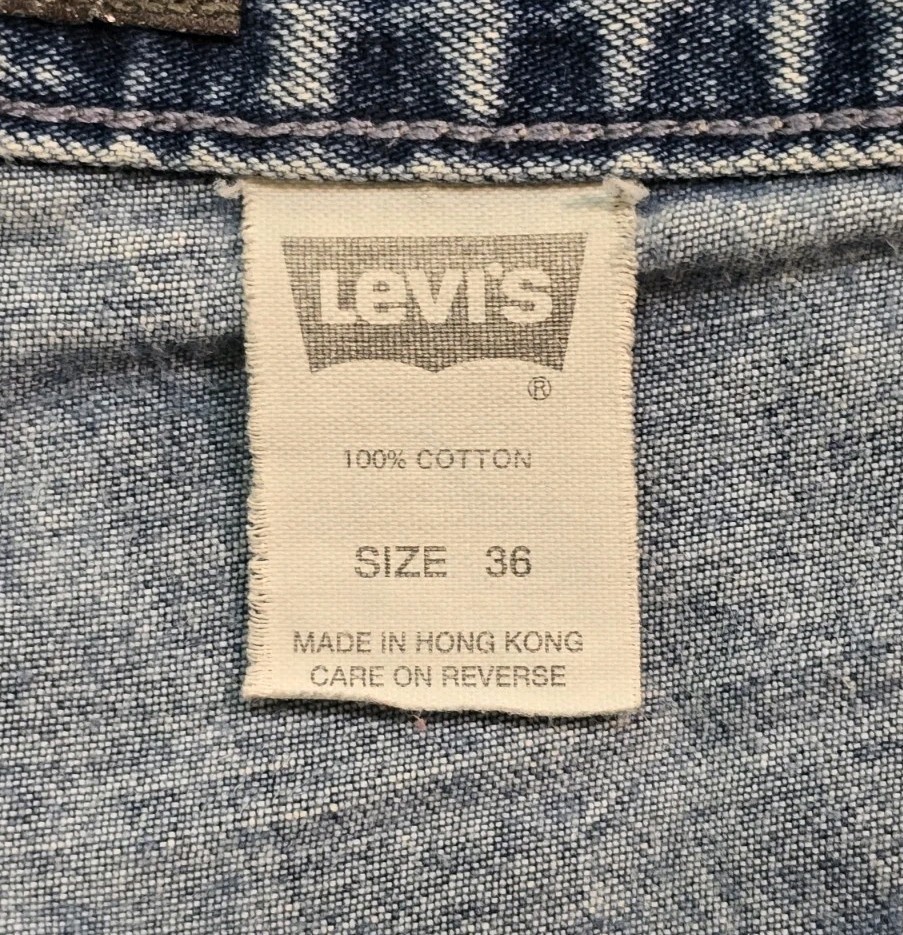 Levi's
®
100% COTTON
SIZE 36
MADE IN HONG KONG
CARE ON REVERSE